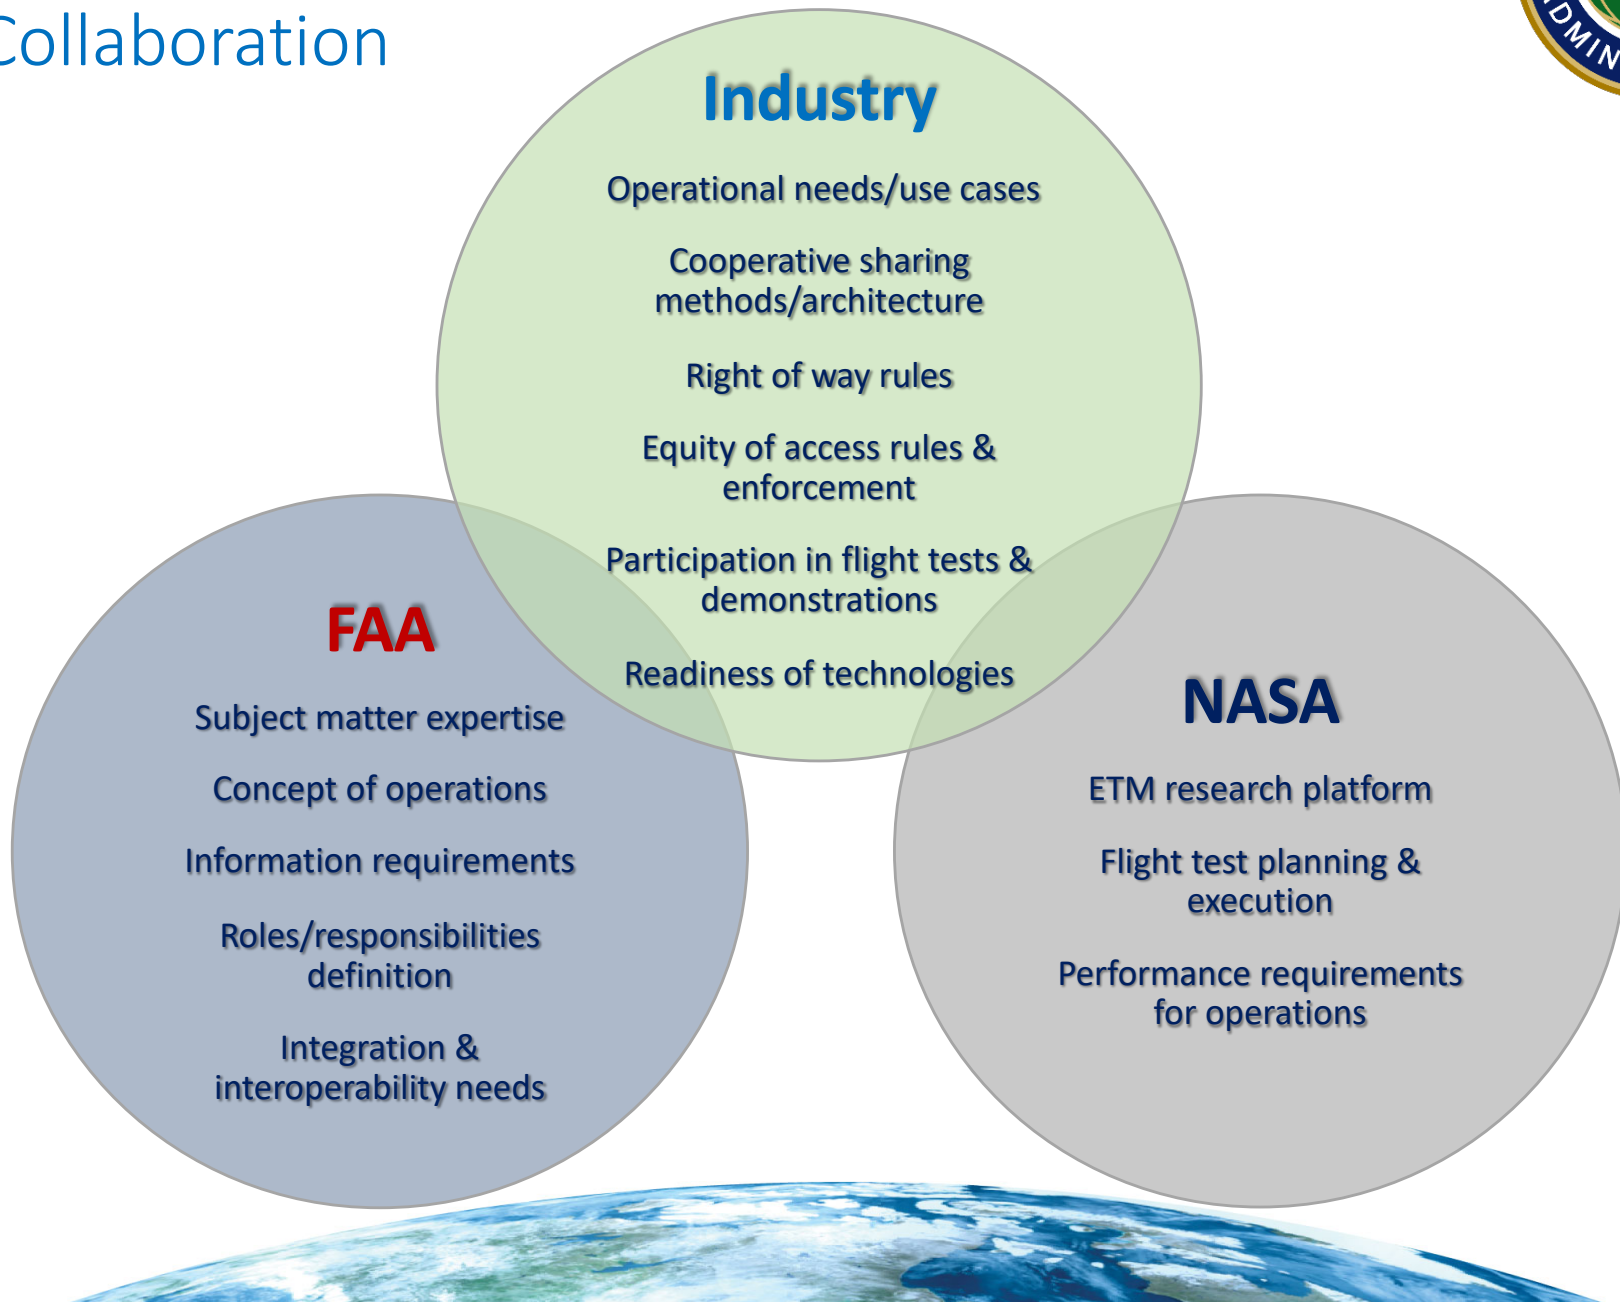 Collaboration
Industry
Operational needs/use cases
Cooperative sharing
methods/architecture
Right of way rules
Equity of access rules &
enforcement
Participation in flight tests &
demonstrations
Readiness of technologies
FAA
Subject matter expertise
Concept of operations
Information requirements
Roles/responsibilities
definition
Integration &
interoperability needs
NASA
ETM research platform
Flight test planning &
execution
Performance requirements
for operations